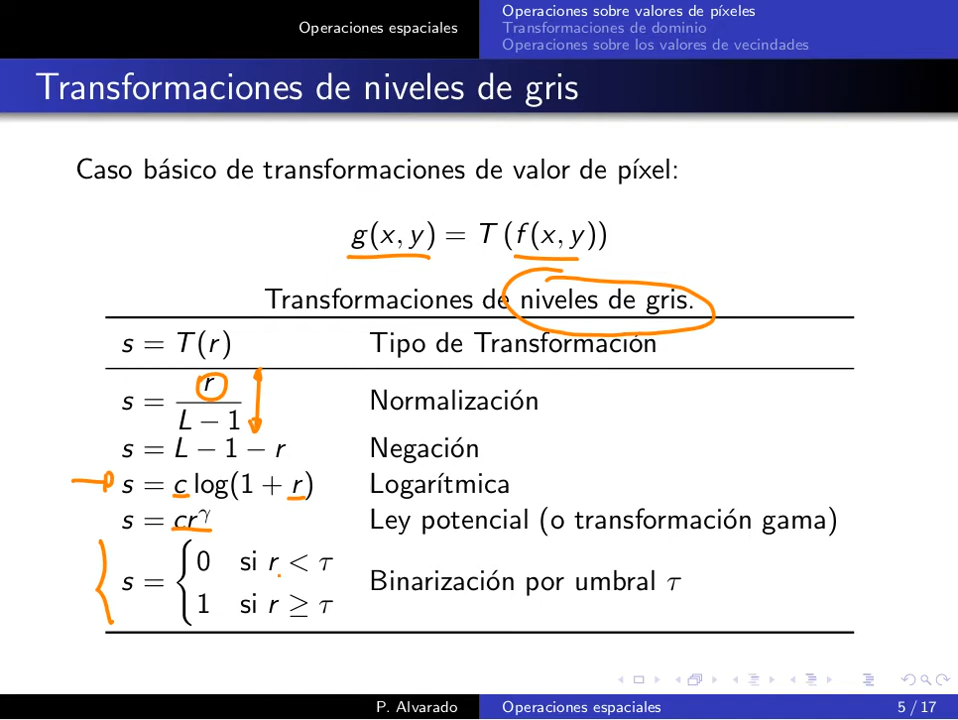 Operaciones espaciales
Operaciones sobre valores de píxeles
Transformaciones de dominio
Operaciones sobre los valores de vecindades
Transformaciones de niveles de gris
Caso básico de transformaciones de valor de píxel:
g(x, y) = T (f(x, y))
Transformaciones de niveles de gris.
s = T(r) Tipo de Transformación
s = r / (L − 1) Normalización
s = L − 1 − r Negación
s = c log(1 + r) Logarítmica
s = cr^γ Ley potencial (o transformación gama)
s = { 0 si r < τ
1 si r ≥ τ Binarización por umbral τ
P. Alvarado Operaciones espaciales 5 / 17